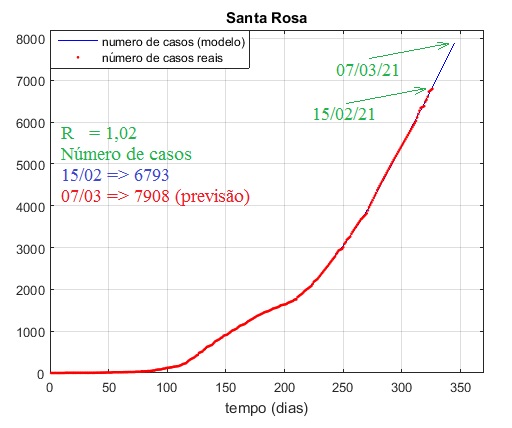 Santa Rosa
numero de casos (modelo)
número de casos reais
8000
7000
6000
5000
4000
3000
2000
1000
0
07/03/21
15/02/21
R = 1,02
Número de casos
15/02 => 6793
07/03 => 7908 (previsão)
0 50 100 150 200 250 300 350
tempo (dias)